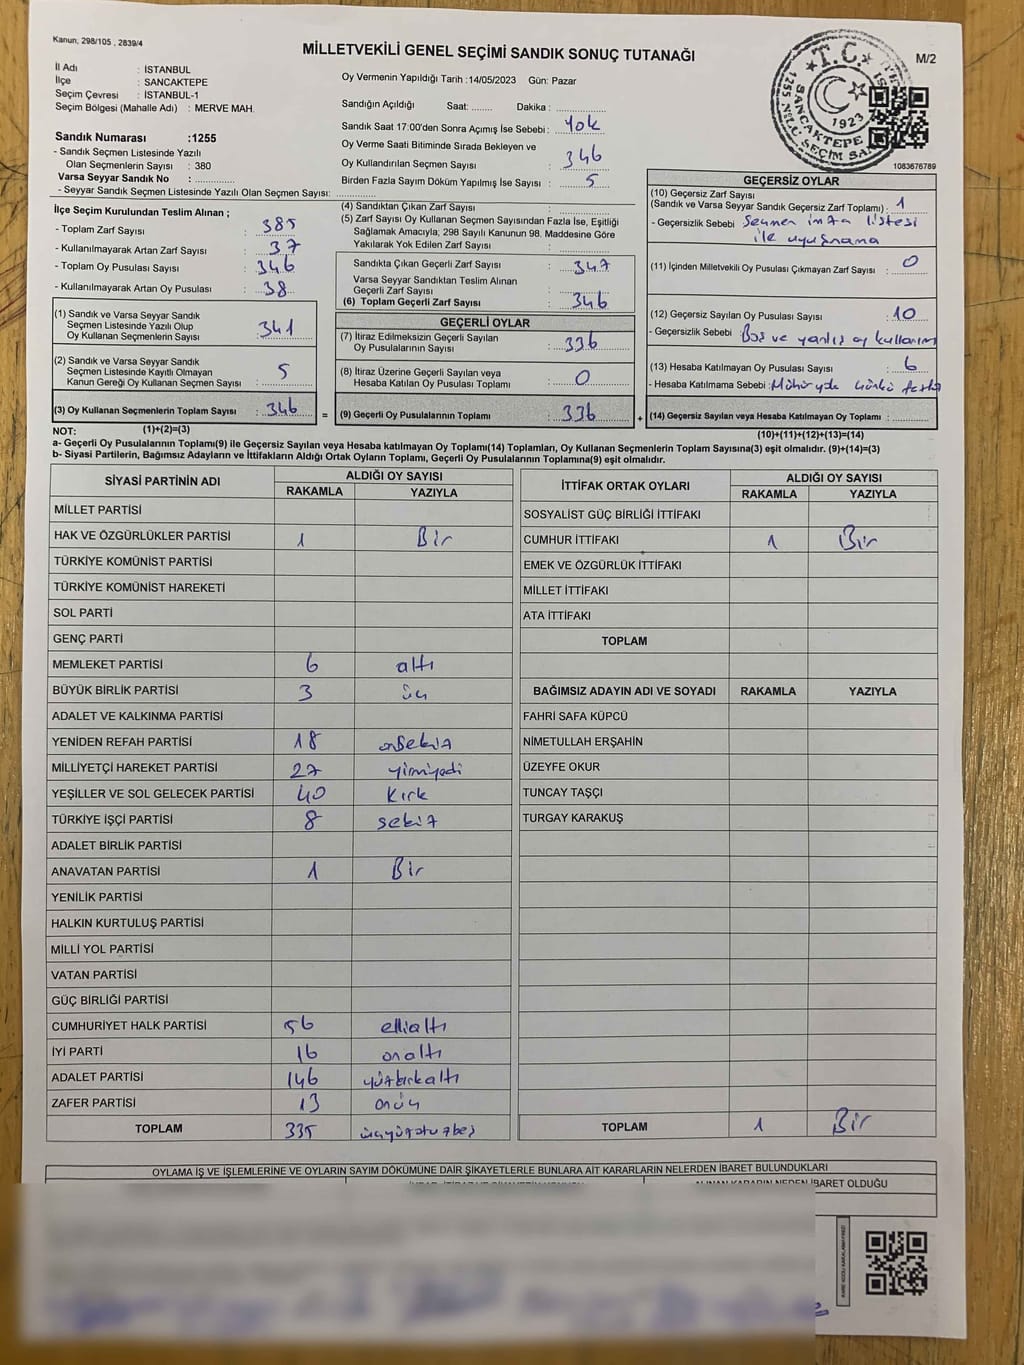 Kanun, 298/105 , 2839/4
MİLLETVEKİLİ GENEL SEÇİMİ SANDIK SONUÇ TUTANAĞI
M/2
İl Adı : İSTANBUL
İlçe : SANCAKTEPE
Seçim Çevresi : İSTANBUL-1
Seçim Bölgesi (Mahalle Adı) : MERVE MAH.
Oy Vermenin Yapıldığı Tarih :14/05/2023 Gün: Pazar
Sandığın Açıldığı Saat: ........ Dakika : ..............
Sandık Saat 17:00'den Sonra Açımış İse Sebebi : Yok
Oy Verme Saati Bitiminde Sırada Bekleyen ve
Oy Kullandırılan Seçmen Sayısı : 346
Birden Fazla Sayım Döküm Yapılmış İse Sayısı : 5
T.C.
1923
1255 NOLU
SANCAKTEPE
1083676789
Sandık Numarası :1255
- Sandık Seçmen Listesinde Yazılı
Olan Seçmenlerin Sayısı : 380
Varsa Seyyar Sandık No : ..............
- Seyyar Sandık Seçmen Listesinde Yazılı Olan Seçmen Sayısı:
İlçe Seçim Kurulundan Teslim Alınan ;
- Toplam Zarf Sayısı : 385
- Kullanılmayarak Artan Zarf Sayısı : 37
- Toplam Oy Pusulası Sayısı : 346
- Kullanılmayarak Artan Oy Pusulası : 38
(1) Sandık ve Varsa Seyyar Sandık
Seçmen Listesinde Yazılı Olup
Oy Kullanan Seçmenlerin Sayısı : 341
(2) Sandık ve Varsa Seyyar Sandık
Seçmen Listesinde Kayıtlı Olmayan
Kanun Gereği Oy Kullanan Seçmen Sayısı : 5
(3) Oy Kullanan Seçmenlerin Toplam Sayısı : 346
(1)+(2)=(3)
(4) Sandıktan Çıkan Zarf Sayısı :
(5) Zarf Sayısı Oy Kullanan Seçmen Sayısından Fazla İse, Eşitliği
Sağlamak Amacıyla; 298 Sayılı Kanunun 98. Maddesine Göre
Yakılarak Yok Edilen Zarf Sayısı :
Sandıkta Çıkan Geçerli Zarf Sayısı : 347
Varsa Seyyar Sandıktan Teslim Alınan
Geçerli Zarf Sayısı :
(6) Toplam Geçerli Zarf Sayısı : 346
GEÇERLİ OYLAR
(7) İtiraz Edilmeksizin Geçerli Sayılan
Oy Pusulalarının Sayısı : 336
(8) İtiraz Üzerine Geçerli Sayılan veya
Hesaba Katılan Oy Pusulası Toplamı : 0
= (9) Geçerli Oy Pusulalarının Toplamı : 336
GEÇERSİZ OYLAR
(10) Geçersiz Zarf Sayısı
(Sandık ve Varsa Seyyar Sandık Geçersiz Zarf Toplamı) : 1
- Geçersizlik Sebebi : Seçmen imza listesi
ile uyuşmama
(11) İçinden Milletvekili Oy Pusulası Çıkmayan Zarf Sayısı : 0
(12) Geçersiz Sayılan Oy Pusulası Sayısı : 10
- Geçersizlik Sebebi : Boş ve yanlış oy kullanımı
(13) Hesaba Katılmayan Oy Pusulası Sayısı : 6
- Hesaba Katılmama Sebebi :
+ (14) Geçersiz Sayılan veya Hesaba Katılmayan Oy Toplamı :
(10)+(11)+(12)+(13)=(14)
NOT:
a- Geçerli Oy Pusulalarının Toplamı(9) ile Geçersiz Sayılan veya Hesaba katılmayan Oy Toplamı(14) Toplamları, Oy Kullanan Seçmenlerin Toplam Sayısına(3) eşit olmalıdır. (9)+(14)=(3)
b- Siyasi Partilerin, Bağımsız Adayların ve İttifakların Aldığı Ortak Oyların Toplamı, Geçerli Oy Pusulalarının Toplamına(9) eşit olmalıdır.
SİYASİ PARTİNİN ADI ALDIĞI OY SAYISI
RAKAMLA YAZIYLA
MİLLET PARTİSİ
HAK VE ÖZGÜRLÜKLER PARTİSİ 1 Bir
TÜRKİYE KOMÜNİST PARTİSİ
TÜRKİYE KOMÜNİST HAREKETİ
SOL PARTİ
GENÇ PARTİ
MEMLEKET PARTİSİ 6 altı
BÜYÜK BİRLİK PARTİSİ 3 üç
ADALET VE KALKINMA PARTİSİ
YENİDEN REFAH PARTİSİ 18 onsekiz
MİLLİYETÇİ HAREKET PARTİSİ 27 yirmiyedi
YEŞİLLER VE SOL GELECEK PARTİSİ 40 kırk
TÜRKİYE İŞÇİ PARTİSİ 8 sekiz
ADALET BİRLİK PARTİSİ
ANAVATAN PARTİSİ 1 Bir
YENİLİK PARTİSİ
HALKIN KURTULUŞ PARTİSİ
MİLLİ YOL PARTİSİ
VATAN PARTİSİ
GÜÇ BİRLİĞİ PARTİSİ
CUMHURİYET HALK PARTİSİ 56 ellialtı
İYİ PARTİ 16 onaltı
ADALET PARTİSİ 146 yüzkırkaltı
ZAFER PARTİSİ 13 onüç
TOPLAM 335 üçyüzotuzbeş
İTTİFAK ORTAK OYLARI ALDIĞI OY SAYISI
RAKAMLA YAZIYLA
SOSYALİST GÜÇ BİRLİĞİ İTTİFAKI
CUMHUR İTTİFAKI 1 Bir
EMEK VE ÖZGÜRLÜK İTTİFAKI
MİLLET İTTİFAKI
ATA İTTİFAKI
TOPLAM
BAĞIMSIZ ADAYIN ADI VE SOYADI RAKAMLA YAZIYLA
FAHRİ SAFA KÜPCÜ
NİMETULLAH ERŞAHİN
ÜZEYFE OKUR
TUNCAY TAŞÇI
TURGAY KARAKUŞ
TOPLAM 1 Bir
OYLAMA İŞ VE İŞLEMLERİNE VE OYLARIN SAYIM DÖKÜMÜNE DAİR ŞİKAYETLERLE BUNLARA AİT KARARLARIN NELERDEN İBARET BULUNDUKLARI
ALINAN KARARIN NEDEN İBARET OLDUĞU